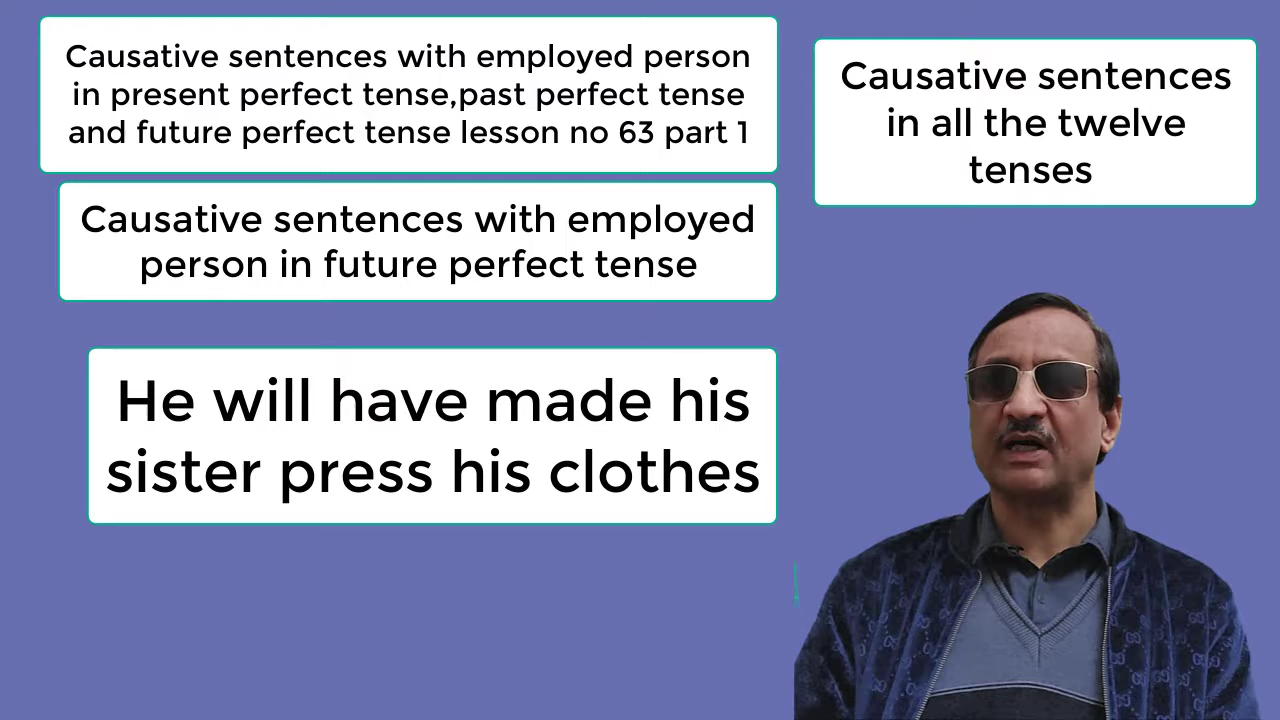 Causative sentences with employed person
in present perfect tense,past perfect tense
and future perfect tense lesson no 63 part 1
Causative sentences
in all the twelve
tenses
Causative sentences with employed
person in future perfect tense
He will have made his
sister press his clothes